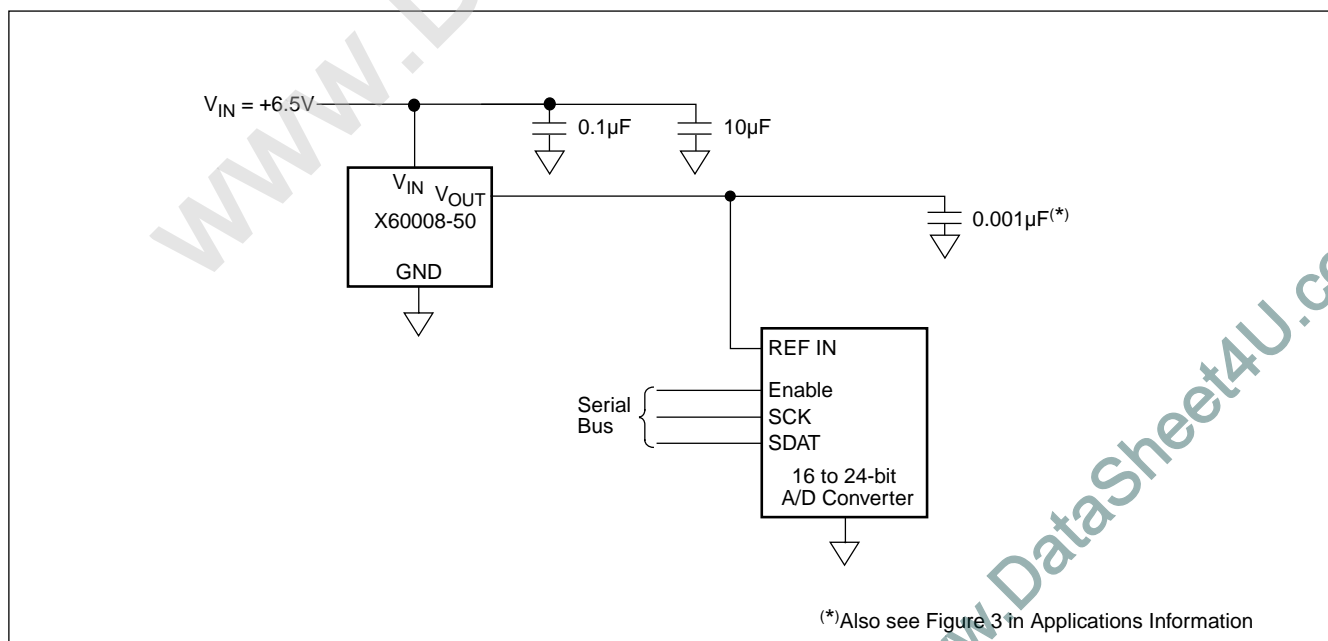 www.D
V_IN = +6.5V
0.1µF
10µF
V_IN
V_OUT
X60008-50
GND
0.001µF(*)
REF IN
Enable
SCK
SDAT
Serial
Bus
16 to 24-bit
A/D Converter
(*)Also see Figure 3 in Applications Information
w.DataSheet4U.co